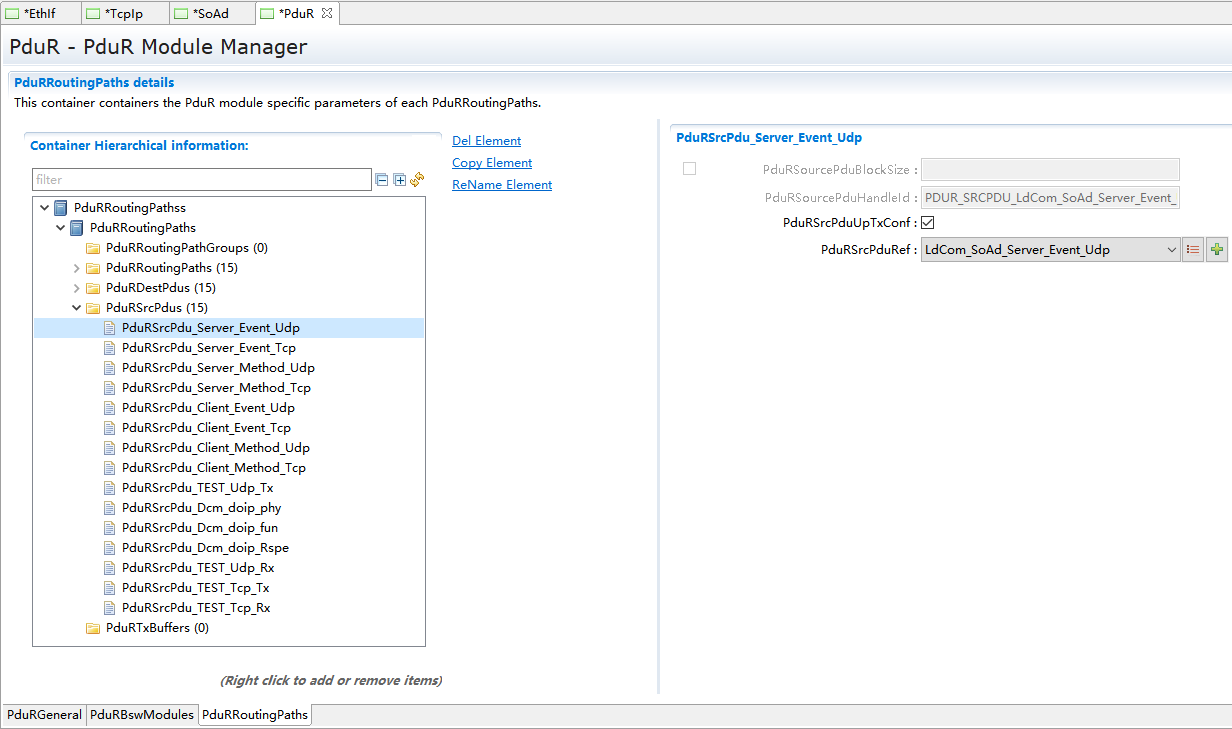 *EthIf
*TcpIp
*SoAd
*PduR
PduR - PduR Module Manager
PduRRoutingPaths details
This container containers the PduR module specific parameters of each PduRRoutingPaths.
Container Hierarchical information:
filter
PduRRoutingPathss
PduRRoutingPaths
PduRRoutingPathGroups (0)
PduRRoutingPaths (15)
PduRDestPdus (15)
PduRSrcPdus (15)
PduRSrcPdu_Server_Event_Udp
PduRSrcPdu_Server_Event_Tcp
PduRSrcPdu_Server_Method_Udp
PduRSrcPdu_Server_Method_Tcp
PduRSrcPdu_Client_Event_Udp
PduRSrcPdu_Client_Event_Tcp
PduRSrcPdu_Client_Method_Udp
PduRSrcPdu_Client_Method_Tcp
PduRSrcPdu_TEST_Udp_Tx
PduRSrcPdu_Dcm_doip_phy
PduRSrcPdu_Dcm_doip_fun
PduRSrcPdu_Dcm_doip_Rspe
PduRSrcPdu_TEST_Udp_Rx
PduRSrcPdu_TEST_Tcp_Tx
PduRSrcPdu_TEST_Tcp_Rx
PduRTxBuffers (0)
(Right click to add or remove items)
Del Element
Copy Element
ReName Element
PduRSrcPdu_Server_Event_Udp
PduRSourcePduBlockSize :
PduRSourcePduHandleId : PDUR_SRCPDU_LdCom_SoAd_Server_Event_
PduRSrcPduUpTxConf :
PduRSrcPduRef : LdCom_SoAd_Server_Event_Udp
PduRGeneral
PduRBswModules
PduRRoutingPaths